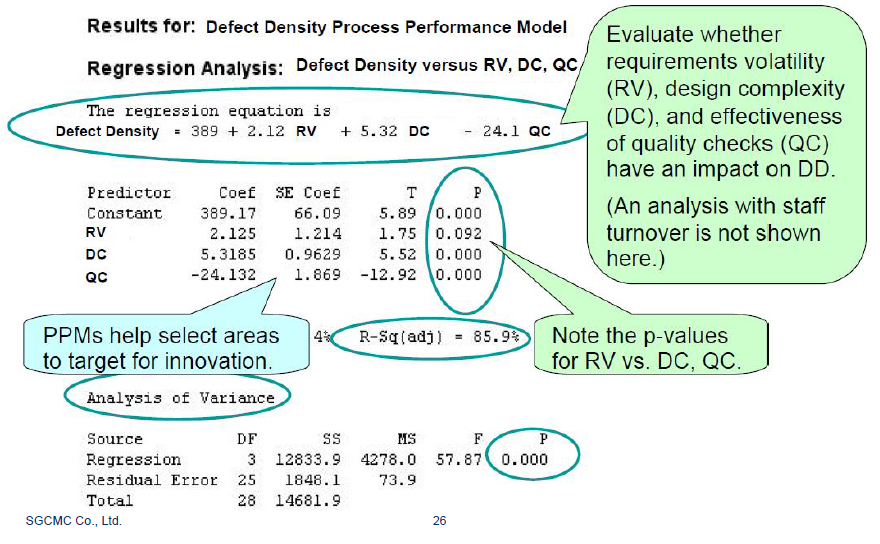 Results for: Defect Density Process Performance Model
Regression Analysis: Defect Density versus RV, DC, QC
The regression equation is
Defect Density = 389 + 2.12 RV + 5.32 DC - 24.1 QC
Evaluate whether
requirements volatility
(RV), design complexity
(DC), and effectiveness
of quality checks (QC)
have an impact on DD.
(An analysis with staff
turnover is not shown
here.)
Predictor Coef SE Coef T P
Constant 389.17 66.09 5.89 0.000
RV 2.125 1.214 1.75 0.092
DC 5.3185 0.9629 5.52 0.000
QC -24.132 1.869 -12.92 0.000
PPMs help select areas
to target for innovation.
4% R-Sq(adj) = 85.9%
Note the p-values
for RV vs. DC, QC.
Analysis of Variance
Source DF SS MS F P
Regression 3 12833.9 4278.0 57.87 0.000
Residual Error 25 1848.1 73.9
Total 28 14681.9
SGCMC Co., Ltd. 26